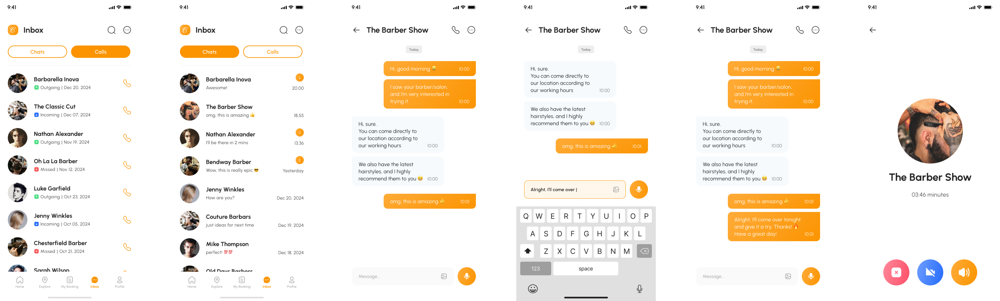 9:41
Inbox
Chats
Calls
Barbarella Inova
Outgoing | Dec 20, 2024
The Classic Cut
Incoming | Dec 07, 2024
Nathan Alexander
Outgoing | Nov 19, 2024
Oh La La Barber
Missed | Nov 12, 2024
Luke Garfield
Outgoing | Oct 23, 2024
Jenny Winkles
Incoming | Oct 05, 2024
Chesterfield Barber
Missed | Oct 21, 2024
Sarah Wilson
Home
Explore
My Booking
Inbox
Profile
9:41
Inbox
Chats
Calls
Barbarella Inova
2
Awesome!
20.00
The Barber Show
omg, this is amazing 👍
18.55
Nathan Alexander
3
I'll be there in 2 mins
13.36
Bendway Barber
2
Wow, this is really epic 😎
Yesterday
Jenny Winkles
How are you?
Dec 20, 2024
Couture Barbars
just ideas for next time
Dec 19, 2024
Mike Thompson
perfect! 💯💯
Dec 18, 2024
Old Days Barbers
Home
Explore
My Booking
Inbox
Profile
9:41
The Barber Show
Today
Hi, good morning 😄
10:00
I saw your barber/salon,
and I'm very interested in
trying it.
10:00
Hi, sure.
You can come directly to
our location according to
our working hours
10:00
We also have the latest
hairstyles, and I highly
recommend them to you 😁
10:00
omg, this is amazing 👍
10:01
Message...
9:41
The Barber Show
Today
Hi, sure.
You can come directly to
our location according to
our working hours
10:00
We also have the latest
hairstyles, and I highly
recommend them to you 😁
10:00
omg, this is amazing 👍
10:01
Alright, I'll come over |
Q W E R T Y U I O P
A S D F G H J K L
Z X C V B N M
123
space
9:41
The Barber Show
Today
Hi, good morning 😄
10:00
I saw your barber/salon,
and I'm very interested in
trying it.
10:00
Hi, sure.
You can come directly to
our location according to
our working hours
10:00
We also have the latest
hairstyles, and I highly
recommend them to you 😁
10:00
omg, this is amazing 👍
10:01
Alright, I'll come over tonight
and give it a try. Thanks! 🔥
Have a great day!
10:01
Message...
9:41
TRU
The Barber Show
03:46 minutes